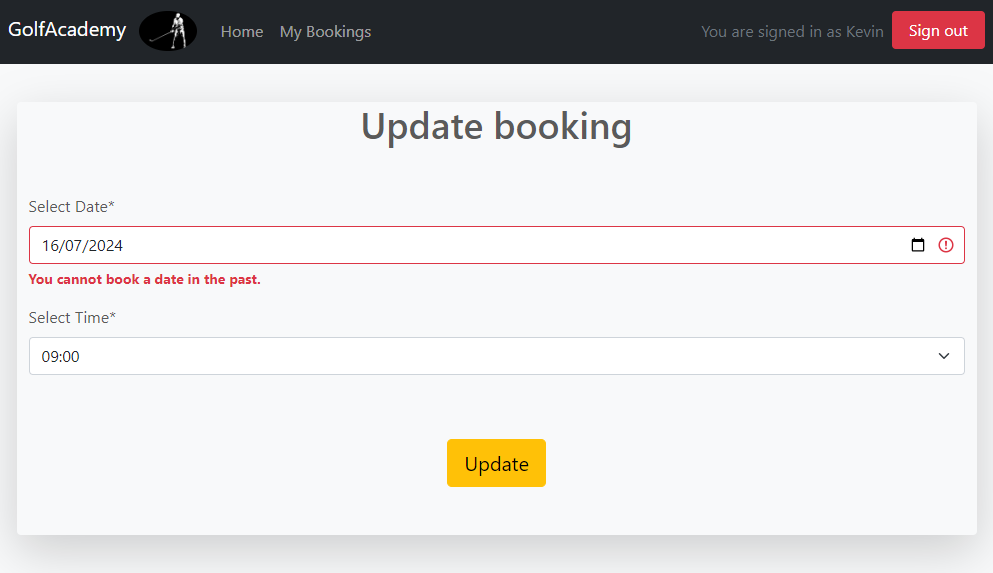 GolfAcademy Home My Bookings You are signed in as Kevin Sign out
Update booking
Select Date*
16/07/2024
You cannot book a date in the past.
Select Time*
09:00
Update